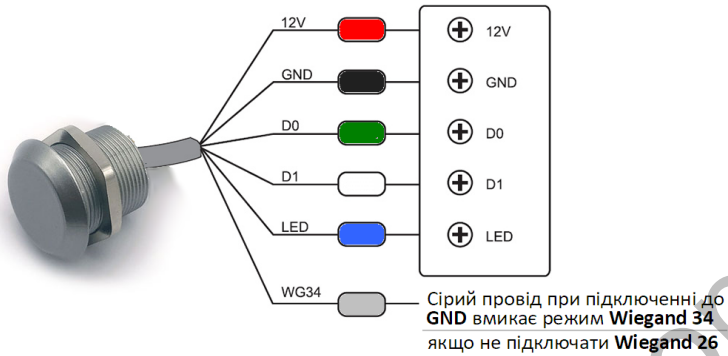 12V
12V
GND
GND
D0
D0
D1
D1
LED
LED
WG34
Сірий провід при підключенні до
GND вмикає режим Wiegand 34
якщо не підключати Wiegand 26